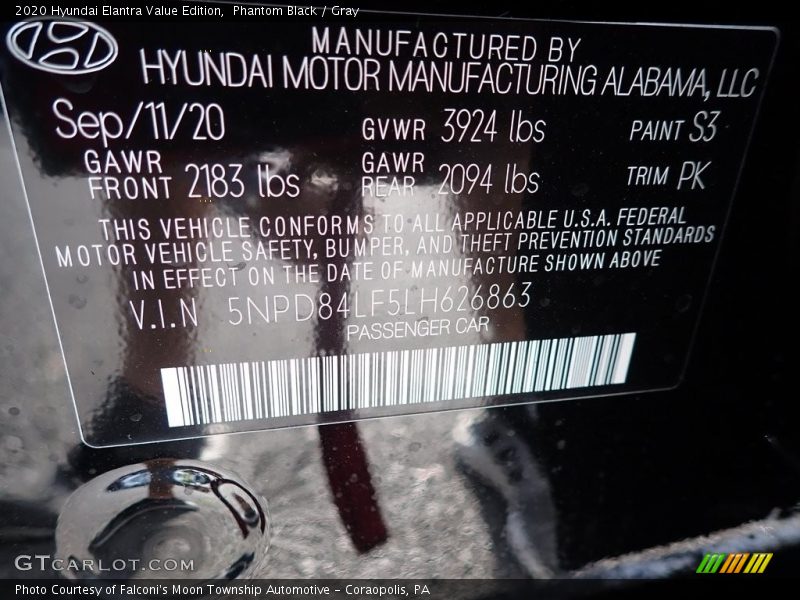 2020 Hyundai Elantra Value Edition,  Phantom Black / Gray
MANUFACTURED BY
HYUNDAI MOTOR MANUFACTURING ALABAMA, LLC
Sep/11/20 GVWR 3924 lbs PAINT S3
GAWR FRONT 2183 lbs GAWR REAR 2094 lbs TRIM PK
THIS VEHICLE CONFORMS TO ALL APPLICABLE U.S.A. FEDERAL
MOTOR VEHICLE SAFETY, BUMPER, AND THEFT PREVENTION STANDARDS
IN EFFECT ON THE DATE OF MANUFACTURE SHOWN ABOVE
V.I.N 5NPD84LF5LH626863
PASSENGER CAR
GTCARLOT.COM
Photo Courtesy of Falconi's Moon Township Automotive - Coraopolis, PA